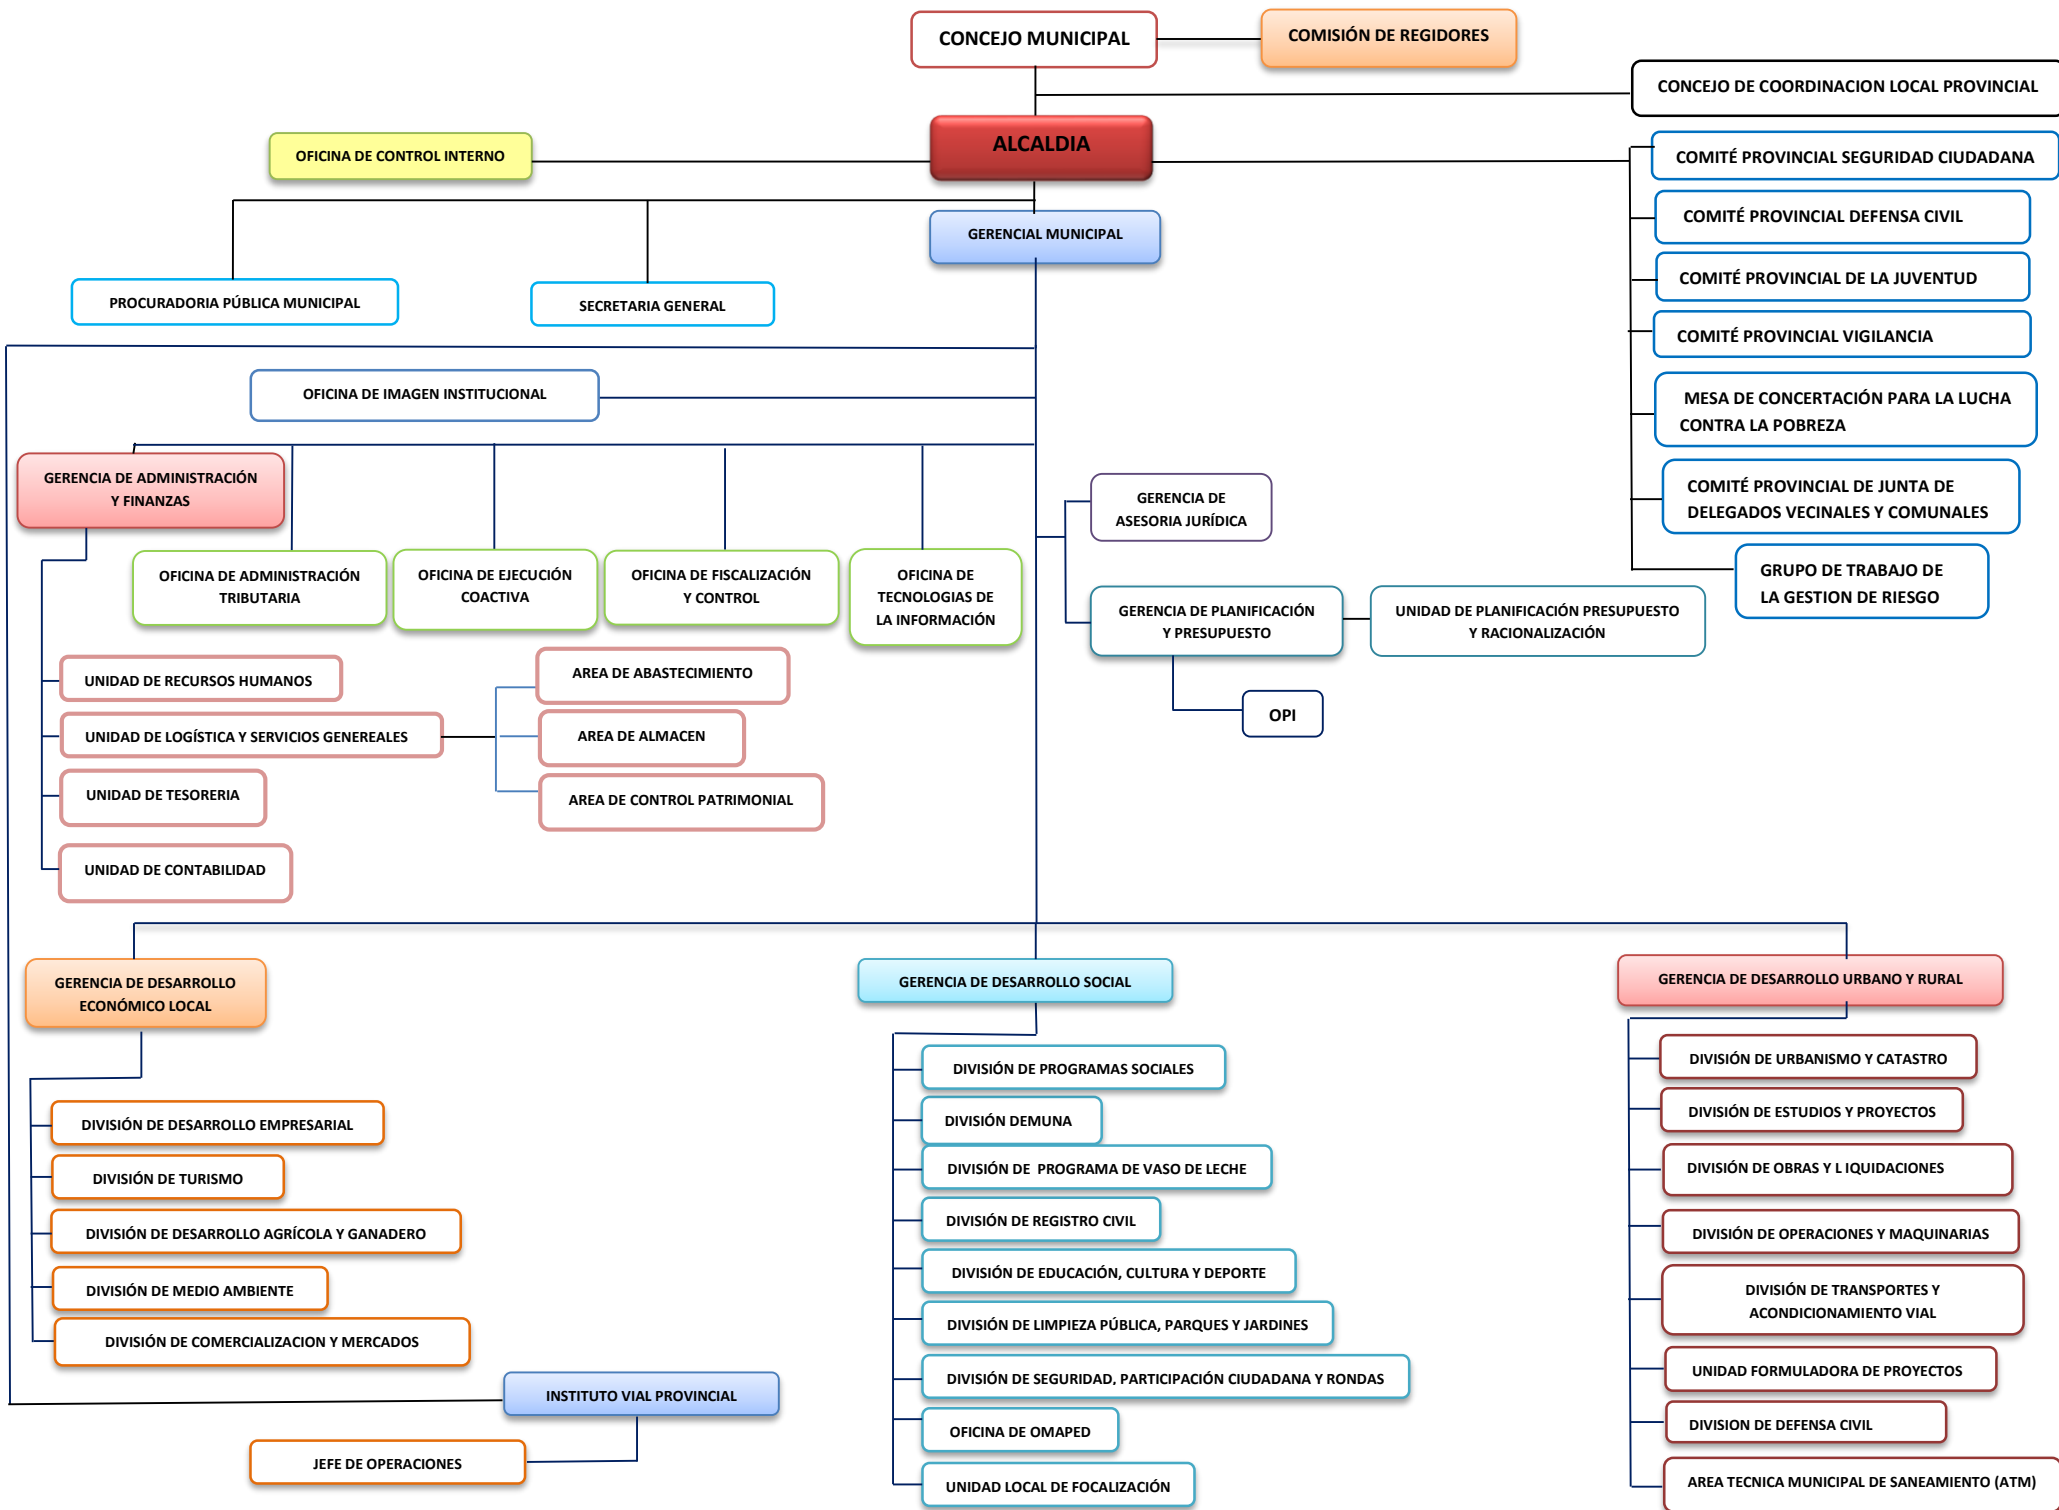 CONCEJO MUNICIPAL
COMISIÓN DE REGIDORES
CONCEJO DE COORDINACION LOCAL PROVINCIAL
ALCALDIA
OFICINA DE CONTROL INTERNO
COMITÉ PROVINCIAL SEGURIDAD CIUDADANA
COMITÉ PROVINCIAL DEFENSA CIVIL
GERENCIAL MUNICIPAL
COMITÉ PROVINCIAL DE LA JUVENTUD
PROCURADORIA PÚBLICA MUNICIPAL
SECRETARIA GENERAL
COMITÉ PROVINCIAL VIGILANCIA
OFICINA DE IMAGEN INSTITUCIONAL
MESA DE CONCERTACIÓN PARA LA LUCHA
CONTRA LA POBREZA
GERENCIA DE ADMINISTRACIÓN
Y FINANZAS
GERENCIA DE
ASESORIA JURÍDICA
COMITÉ PROVINCIAL DE JUNTA DE
DELEGADOS VECINALES Y COMUNALES
OFICINA DE ADMINISTRACIÓN
TRIBUTARIA
OFICINA DE EJECUCIÓN
COACTIVA
OFICINA DE FISCALIZACIÓN
Y CONTROL
OFICINA DE
TECNOLOGIAS DE
LA INFORMACIÓN
GRUPO DE TRABAJO DE
LA GESTION DE RIESGO
GERENCIA DE PLANIFICACIÓN
Y PRESUPUESTO
UNIDAD DE PLANIFICACIÓN PRESUPUESTO
Y RACIONALIZACIÓN
OPI
UNIDAD DE RECURSOS HUMANOS
UNIDAD DE LOGÍSTICA Y SERVICIOS GENEREALES
UNIDAD DE TESORERIA
UNIDAD DE CONTABILIDAD
AREA DE ABASTECIMIENTO
AREA DE ALMACEN
AREA DE CONTROL PATRIMONIAL
GERENCIA DE DESARROLLO
ECONÓMICO LOCAL
DIVISIÓN DE DESARROLLO EMPRESARIAL
DIVISIÓN DE TURISMO
DIVISIÓN DE DESARROLLO AGRÍCOLA Y GANADERO
DIVISIÓN DE MEDIO AMBIENTE
DIVISIÓN DE COMERCIALIZACION Y MERCADOS
INSTITUTO VIAL PROVINCIAL
JEFE DE OPERACIONES
GERENCIA DE DESARROLLO SOCIAL
DIVISIÓN DE PROGRAMAS SOCIALES
DIVISIÓN DEMUNA
DIVISIÓN DE PROGRAMA DE VASO DE LECHE
DIVISIÓN DE REGISTRO CIVIL
DIVISIÓN DE EDUCACIÓN, CULTURA Y DEPORTE
DIVISIÓN DE LIMPIEZA PÚBLICA, PARQUES Y JARDINES
DIVISIÓN DE SEGURIDAD, PARTICIPACIÓN CIUDADANA Y RONDAS
OFICINA DE OMAPED
UNIDAD LOCAL DE FOCALIZACIÓN
GERENCIA DE DESARROLLO URBANO Y RURAL
DIVISIÓN DE URBANISMO Y CATASTRO
DIVISIÓN DE ESTUDIOS Y PROYECTOS
DIVISIÓN DE OBRAS Y L IQUIDACIONES
DIVISIÓN DE OPERACIONES Y MAQUINARIAS
DIVISIÓN DE TRANSPORTES Y
ACONDICIONAMIENTO VIAL
UNIDAD FORMULADORA DE PROYECTOS
DIVISION DE DEFENSA CIVIL
AREA TECNICA MUNICIPAL DE SANEAMIENTO (ATM)